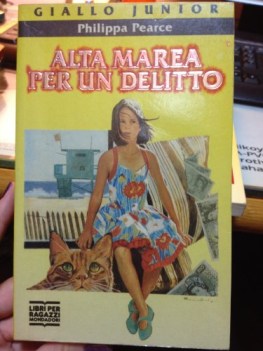 GIALLO JUNIOR
Philippa Pearce
ALTA MAREA
PER UN DELITTO
LIBRI PER
RAGAZZI
MONDADORI